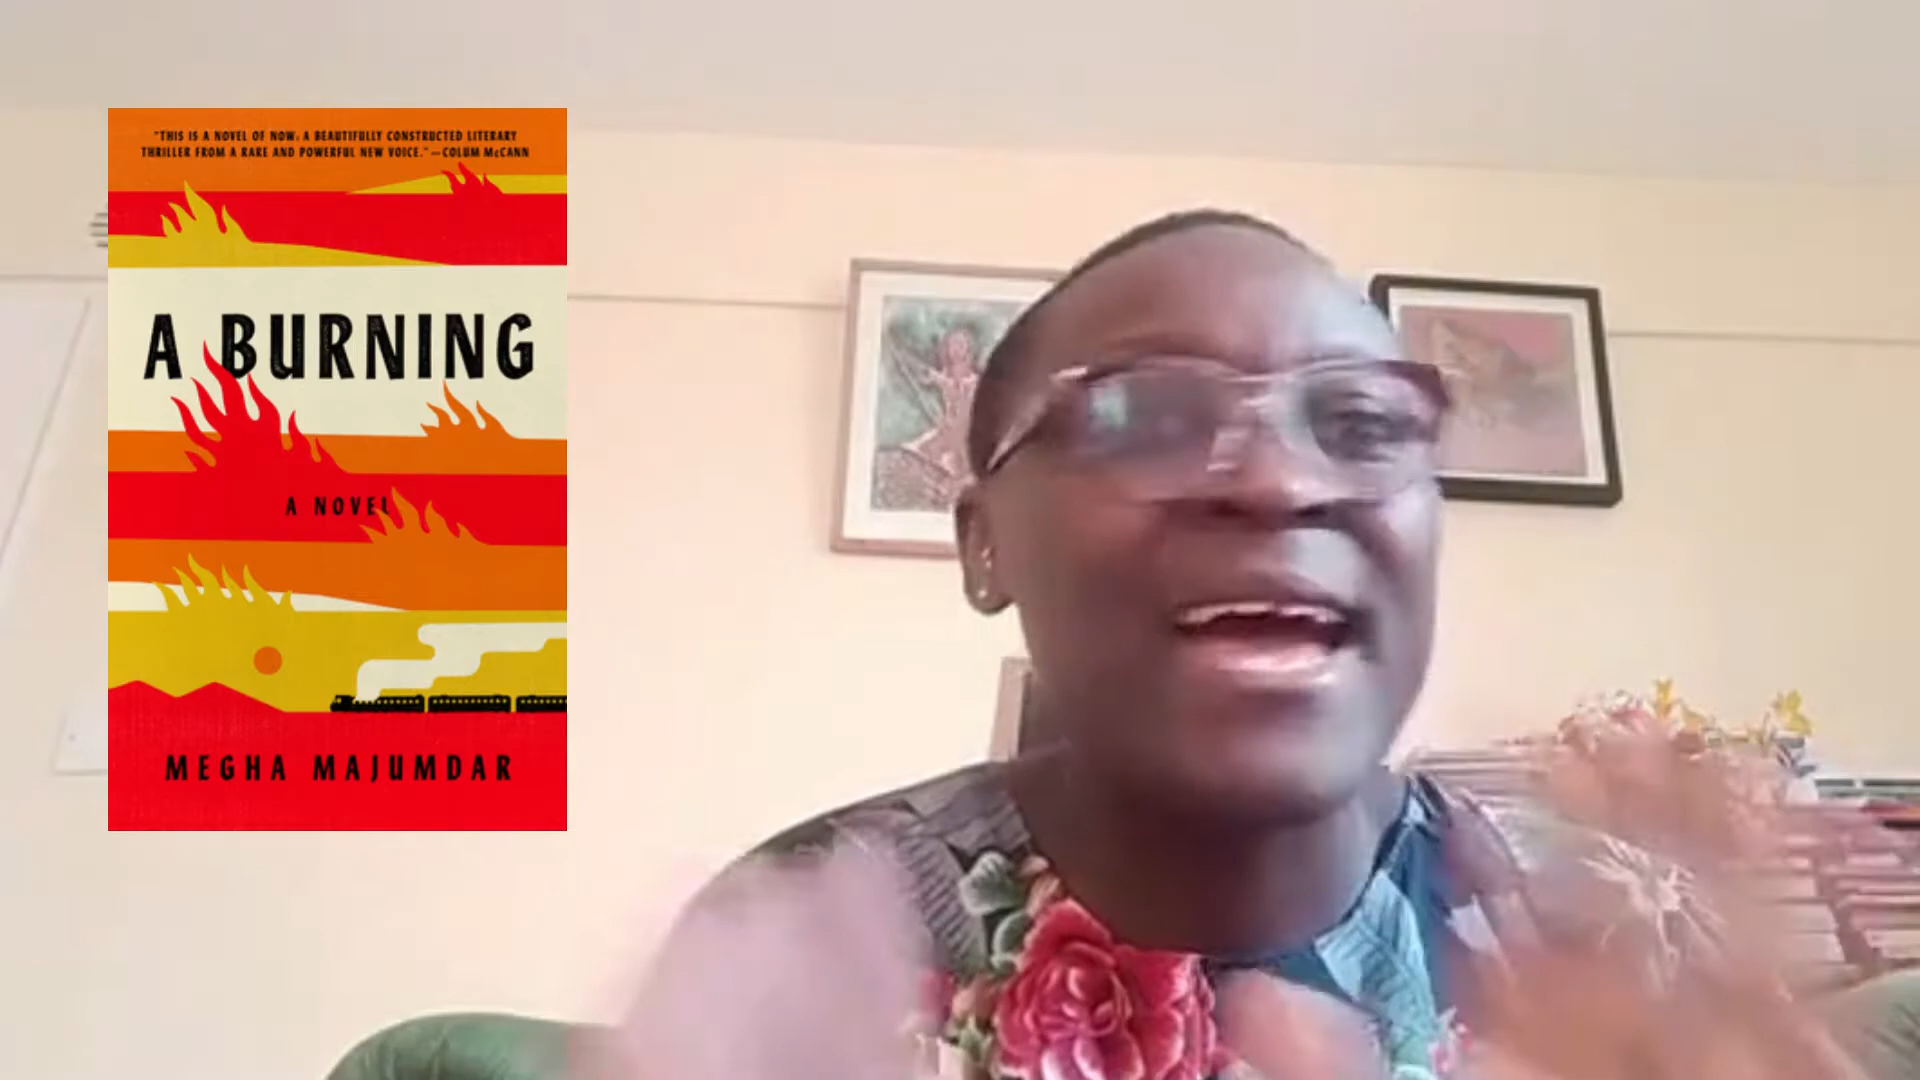 "THIS IS A NOVEL OF NOW: A BEAUTIFULLY CONSTRUCTED LITERARY
THRILLER FROM A RARE AND POWERFUL NEW VOICE." —COLUM McCANN
A BURNING
A NOVEL
MEGHA MAJUMDAR